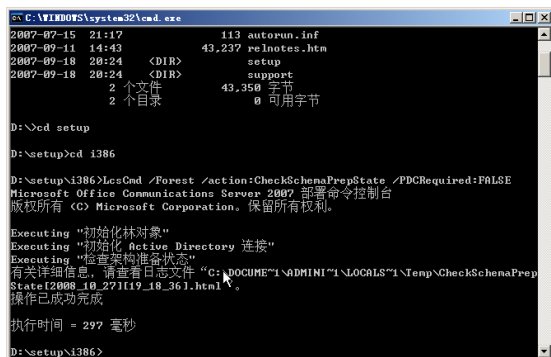 C:\WINDOWS\system32\cmd.exe
2007-07-15  21:17               113 autorun.inf
2007-09-11  14:43            43,237 relnotes.htm
2007-09-18  20:24    <DIR>          setup
2007-09-18  20:24    <DIR>          support
2 个文件         43,350 字节
2 个目录              0 可用字节
D:\>cd setup
D:\setup>cd i386
D:\setup\i386>LcsCmd /Forest /action:CheckSchemaPrepState /PDCRequired:FALSE
Microsoft Office Communications Server 2007 部署命令控制台
版权所有 (C) Microsoft Corporation。保留所有权利。
Executing "初始化林对象"
Executing "初始化 Active Directory 连接"
Executing "检查架构准备状态"
有关详细信息，请查看日志文件 “C:\DOCUME~1\ADMINI~1\LOCALS~1\Temp\CheckSchemaPrep
State[2008_10_27][19_18_36].html”。
操作已成功完成
执行时间 = 297 毫秒
D:\setup\i386>